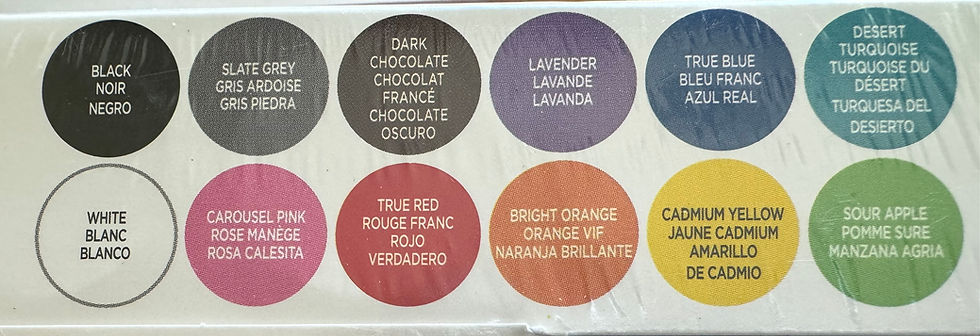 BLACK
NOIR
NEGRO
SLATE GREY
GRIS ARDOISE
GRIS PIEDRA
DARK
CHOCOLATE
CHOCOLAT
FRANCÉ
CHOCOLATE
OSCURO
LAVENDER
LAVANDE
LAVANDA
TRUE BLUE
BLEU FRANC
AZUL REAL
DESERT
TURQUOISE
TURQUOISE DU
DÉSERT
TURQUESA DEL
DESIERTO
WHITE
BLANC
BLANCO
CAROUSEL PINK
ROSE MANÈGE
ROSA CALESITA
TRUE RED
ROUGE FRANC
ROJO
VERDADERO
BRIGHT ORANGE
ORANGE VIF
NARANJA BRILLANTE
CADMIUM YELLOW
JAUNE CADMIUM
AMARILLO
DE CADMIO
SOUR APPLE
POMME SURE
MANZANA AGRIA